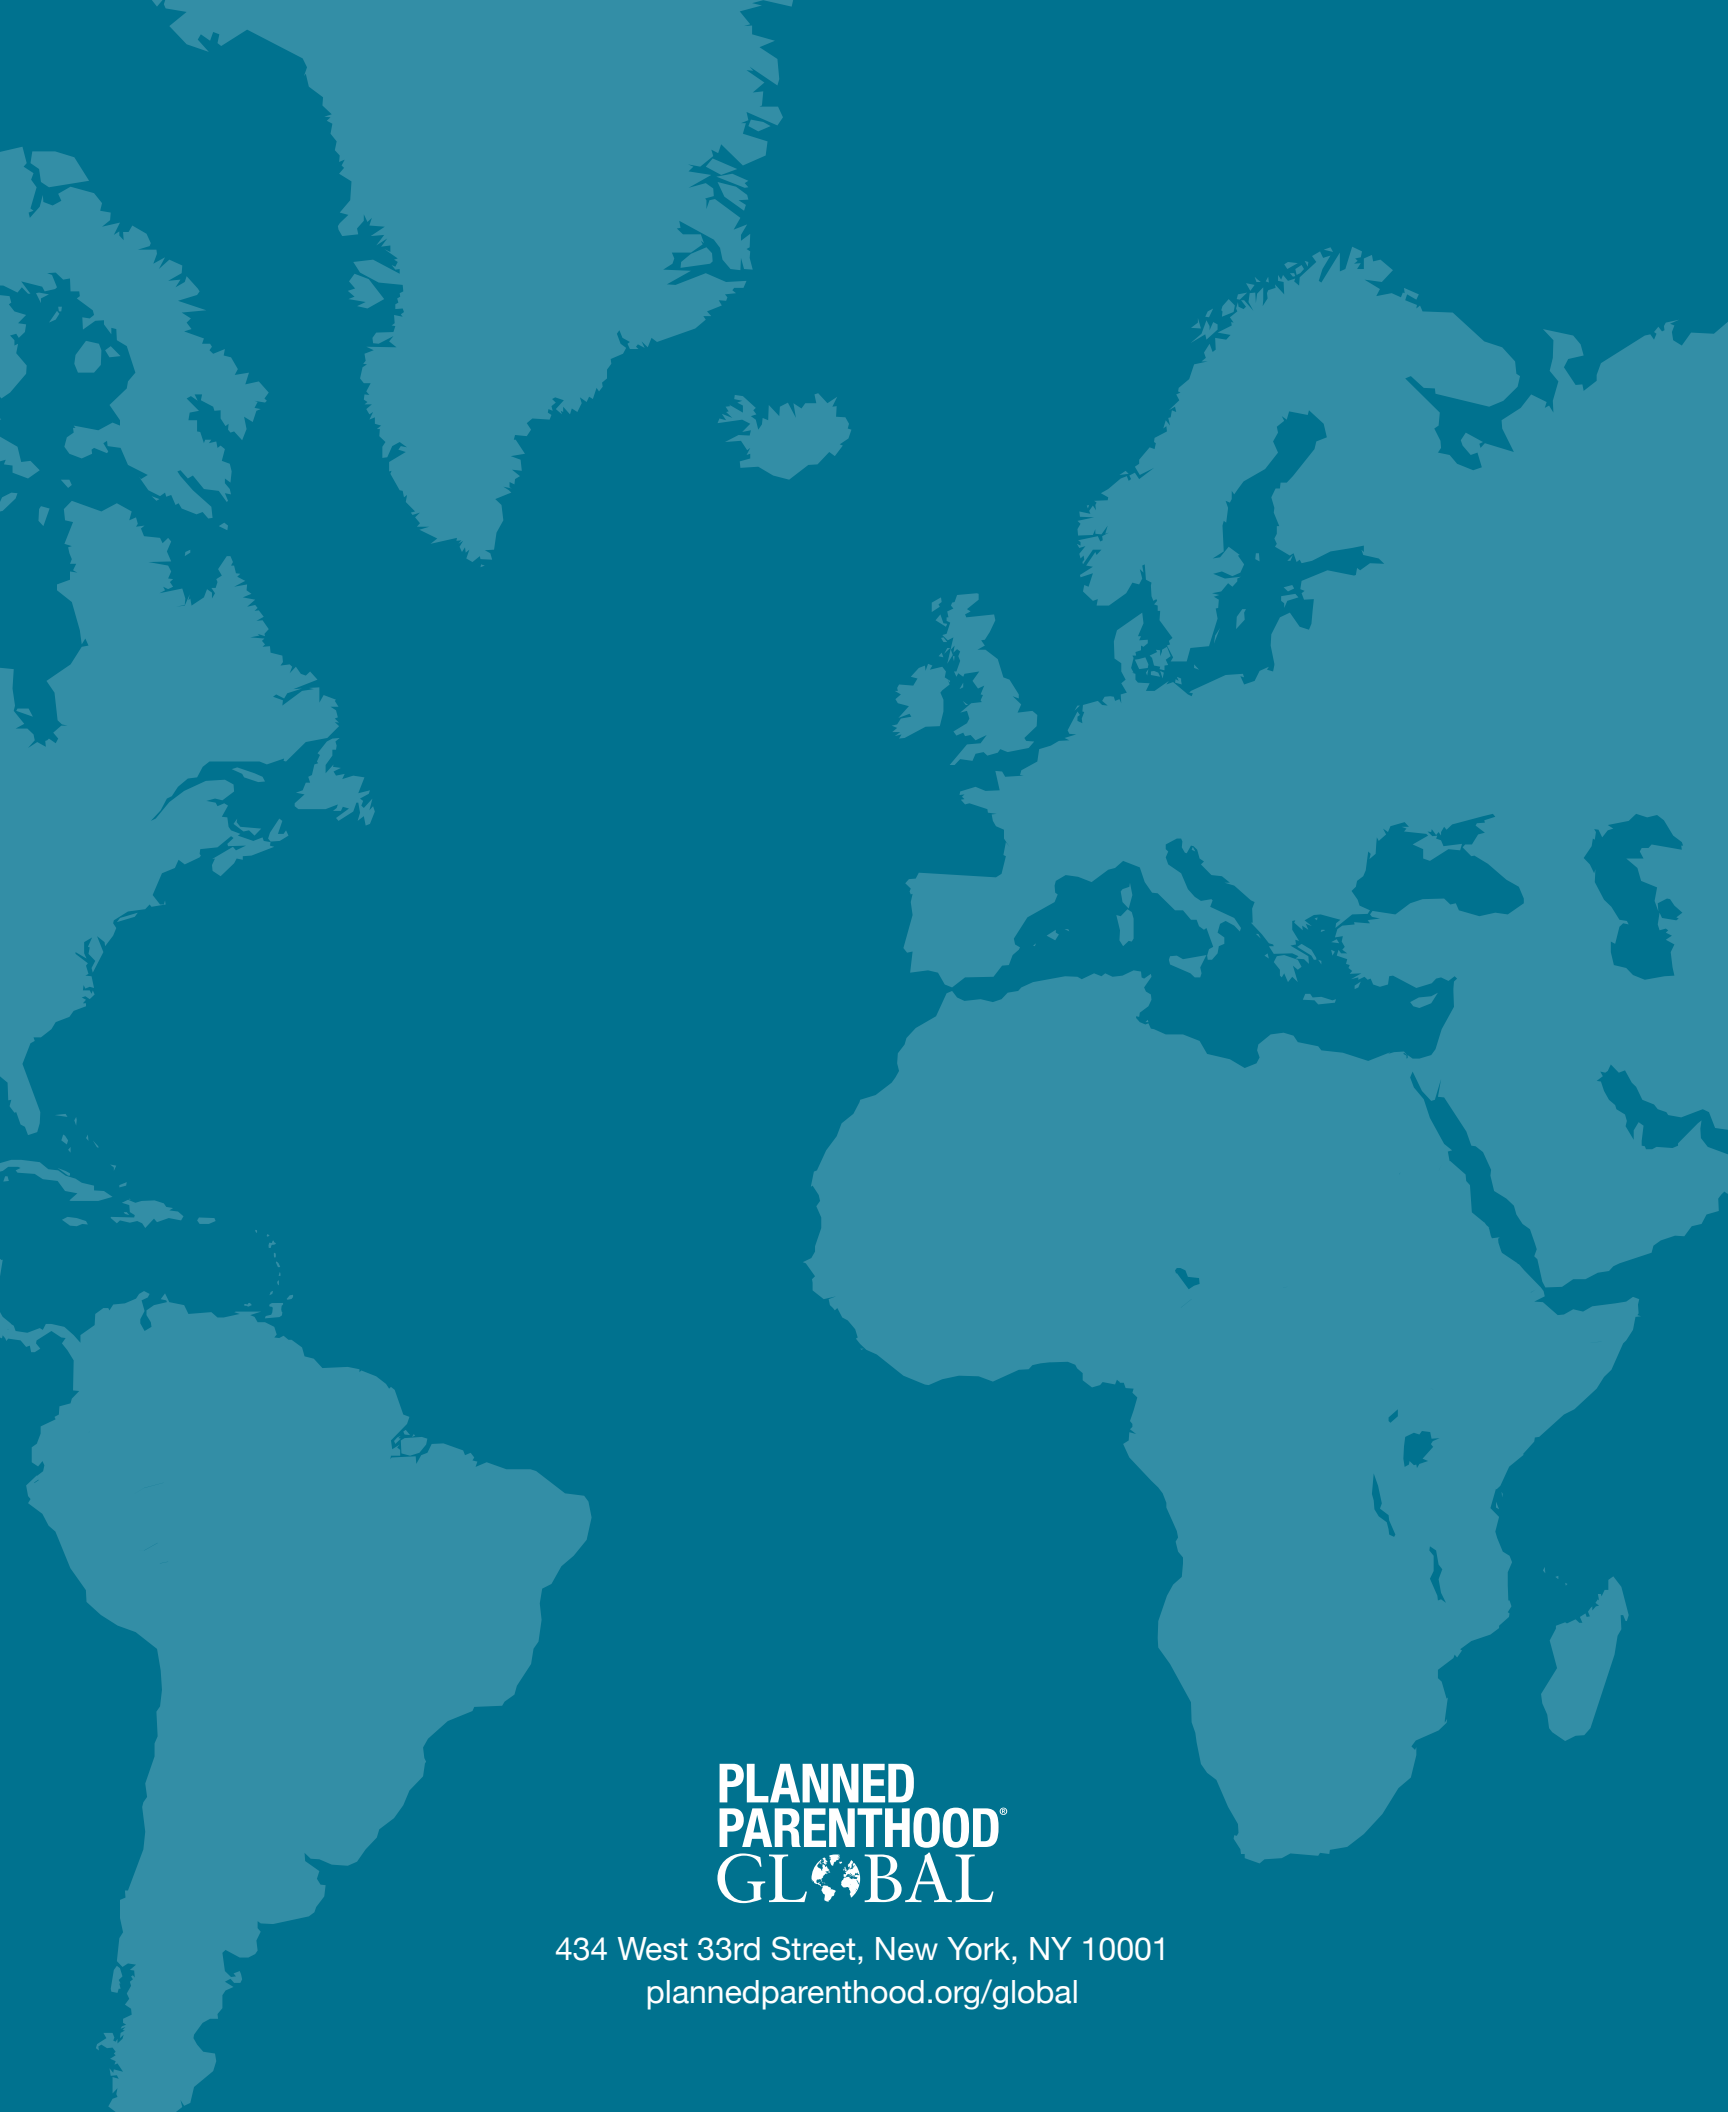 PLANNED
PARENTHOOD®
GLOBAL
434 West 33rd Street, New York, NY 10001
plannedparenthood.org/global